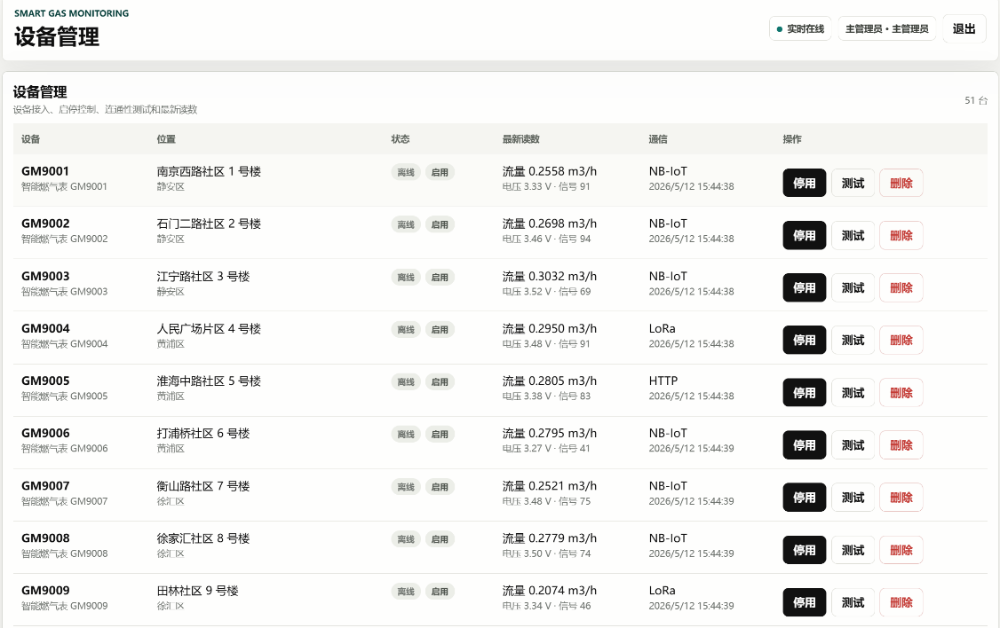 SMART GAS MONITORING
设备管理
实时在线
主管理员 • 主管理员
退出
设备管理
设备接入、启停控制、连通性测试和最新读数
51 台
设备 位置 状态 最新读数 通信 操作
GM9001 南京西路社区 1 号楼 离线 启用 流量 0.2558 m3/h NB-IoT 停用 测试 删除
智能燃气表 GM9001 静安区 电压 3.33 V · 信号 91 2026/5/12 15:44:38
GM9002 石门二路社区 2 号楼 离线 启用 流量 0.2698 m3/h NB-IoT 停用 测试 删除
智能燃气表 GM9002 静安区 电压 3.46 V · 信号 94 2026/5/12 15:44:38
GM9003 江宁路社区 3 号楼 离线 启用 流量 0.3032 m3/h NB-IoT 停用 测试 删除
智能燃气表 GM9003 静安区 电压 3.52 V · 信号 69 2026/5/12 15:44:38
GM9004 人民广场片区 4 号楼 离线 启用 流量 0.2950 m3/h LoRa 停用 测试 删除
智能燃气表 GM9004 黄浦区 电压 3.48 V · 信号 91 2026/5/12 15:44:38
GM9005 淮海中路社区 5 号楼 离线 启用 流量 0.2805 m3/h HTTP 停用 测试 删除
智能燃气表 GM9005 黄浦区 电压 3.38 V · 信号 83 2026/5/12 15:44:38
GM9006 打浦桥社区 6 号楼 离线 启用 流量 0.2795 m3/h NB-IoT 停用 测试 删除
智能燃气表 GM9006 黄浦区 电压 3.27 V · 信号 41 2026/5/12 15:44:39
GM9007 衡山路社区 7 号楼 离线 启用 流量 0.2521 m3/h NB-IoT 停用 测试 删除
智能燃气表 GM9007 徐汇区 电压 3.48 V · 信号 75 2026/5/12 15:44:39
GM9008 徐家汇社区 8 号楼 离线 启用 流量 0.2779 m3/h NB-IoT 停用 测试 删除
智能燃气表 GM9008 徐汇区 电压 3.50 V · 信号 74 2026/5/12 15:44:39
GM9009 田林社区 9 号楼 离线 启用 流量 0.2074 m3/h LoRa 停用 测试 删除
智能燃气表 GM9009 徐汇区 电压 3.34 V · 信号 46 2026/5/12 15:44:39